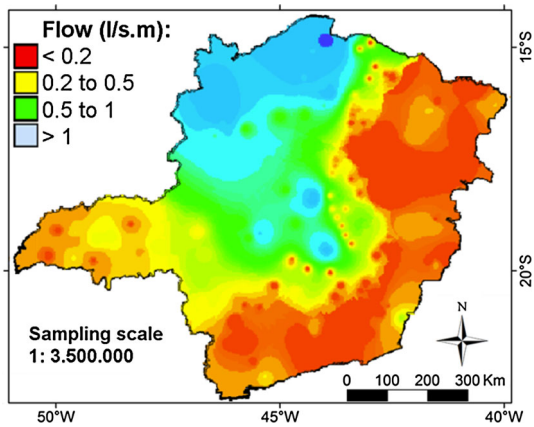 Flow (l/s.m):
< 0.2
0.2 to 0.5
0.5 to 1
> 1
15°S
20°S
N
Sampling scale
1: 3.500.000
0 100 200 300 Km
50°W 45°W 40°W